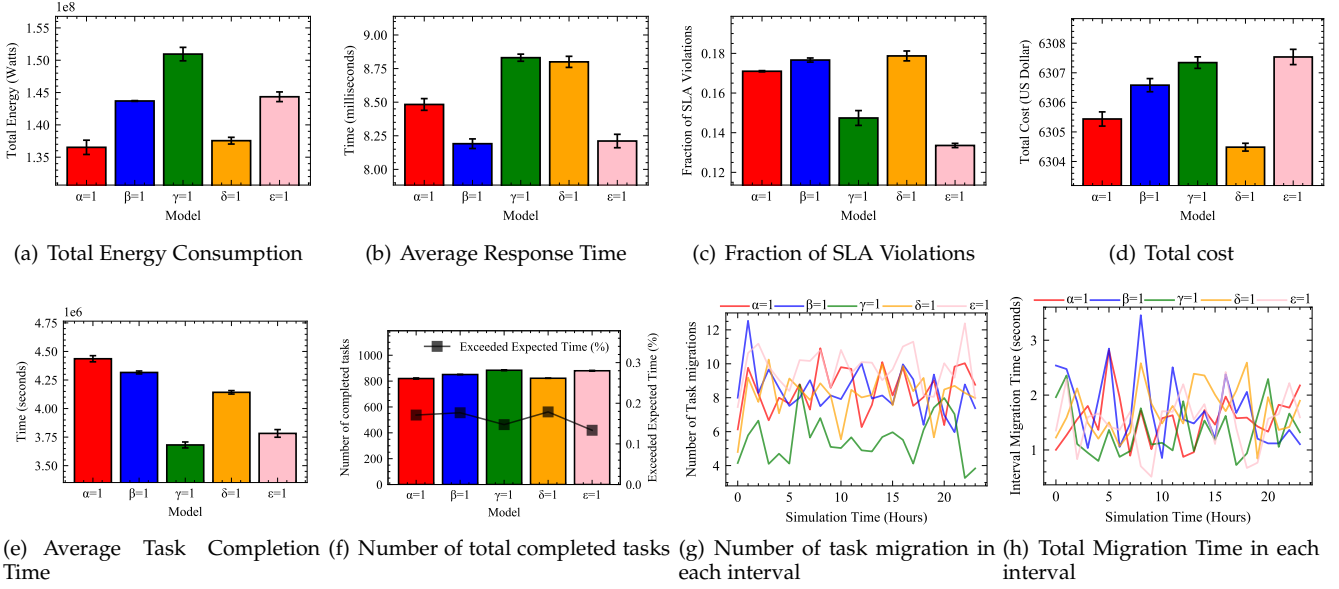 1e8
1.55
1.50
1.45
1.40
1.35
Total Energy (Watts)
α=1 β=1 γ=1 δ=1 ε=1
Model
(a) Total Energy Consumption
9.00
8.75
8.50
8.25
8.00
Time (milliseconds)
α=1 β=1 γ=1 δ=1 ε=1
Model
(b) Average Response Time
0.18
0.16
0.14
0.12
Fraction of SLA Violations
α=1 β=1 γ=1 δ=1 ε=1
Model
(c) Fraction of SLA Violations
6308
6307
6306
6305
6304
Total Cost (US Dollar)
α=1 β=1 γ=1 δ=1 ε=1
Model
(d) Total cost
1e6
4.75
4.50
4.25
4.00
3.75
3.50
Time (seconds)
α=1 β=1 γ=1 δ=1 ε=1
Model
(e) Average Task Completion
Time
Exceeded Expected Time (%)
1000
800
600
400
200
0
Number of completed tasks
0.3
0.2
0.1
0.0
Exceeded Expected Time (%)
α=1 β=1 γ=1 δ=1 ε=1
Model
(f) Number of total completed tasks
α=1 β=1 γ=1 δ=1 ε=1
12
10
8
6
4
Number of Task migrations
0 5 10 15 20
Simulation Time (Hours)
(g) Number of task migration in
each interval
α=1 β=1 γ=1 δ=1 ε=1
3
2
1
Interval Migration Time (seconds)
0 5 10 15 20
Simulation Time (Hours)
(h) Total Migration Time in each
interval